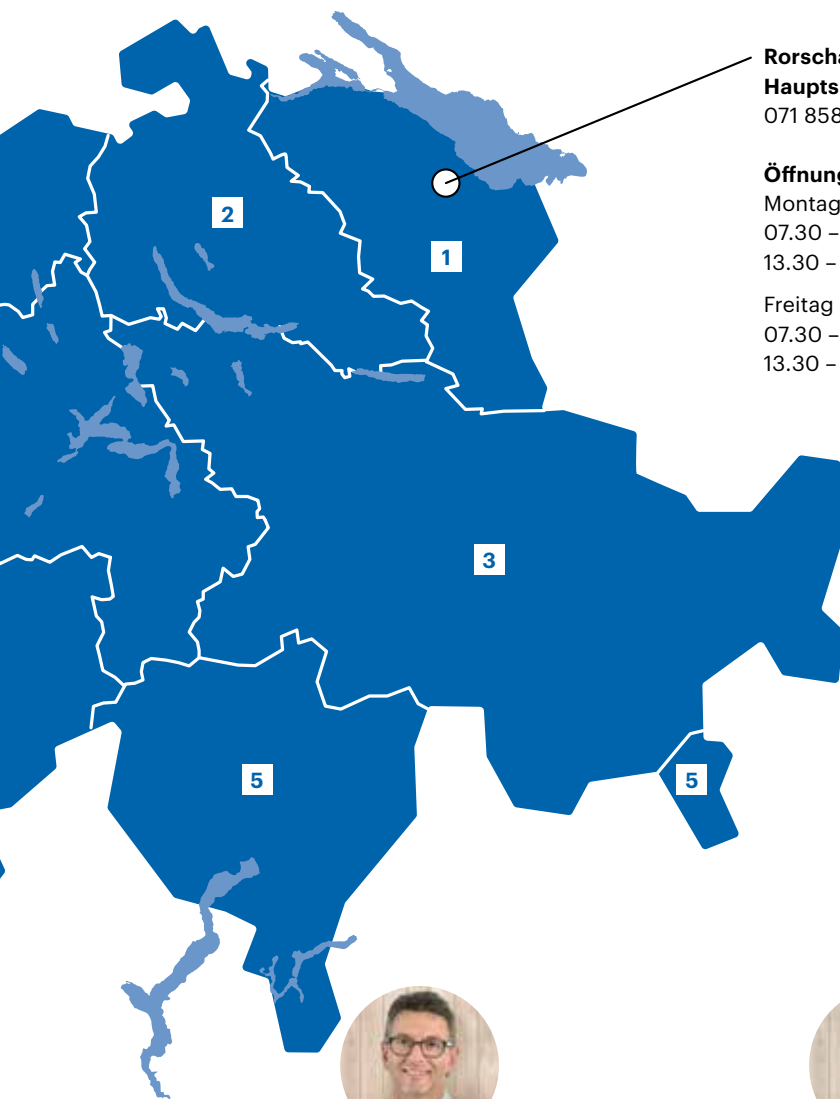 Haupts
071 858
Öffnung
Montag
07.30 –
13.30 –
Freitag
07.30 –
13.30 –
2
1
3
5
5